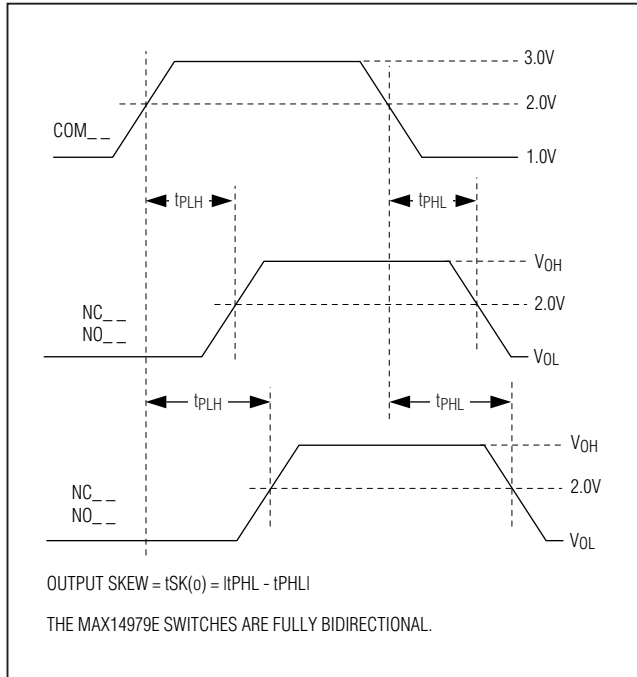 3.0V
2.0V
COM_ _
1.0V
tPLH
tPHL
VOH
NC_ _
2.0V
NO_ _
VOL
tPLH
tPHL
VOH
NC_ _
2.0V
NO_ _
VOL
OUTPUT SKEW = tSK(o) = ltPHL - tPHLl
THE MAX14979E SWITCHES ARE FULLY BIDIRECTIONAL.